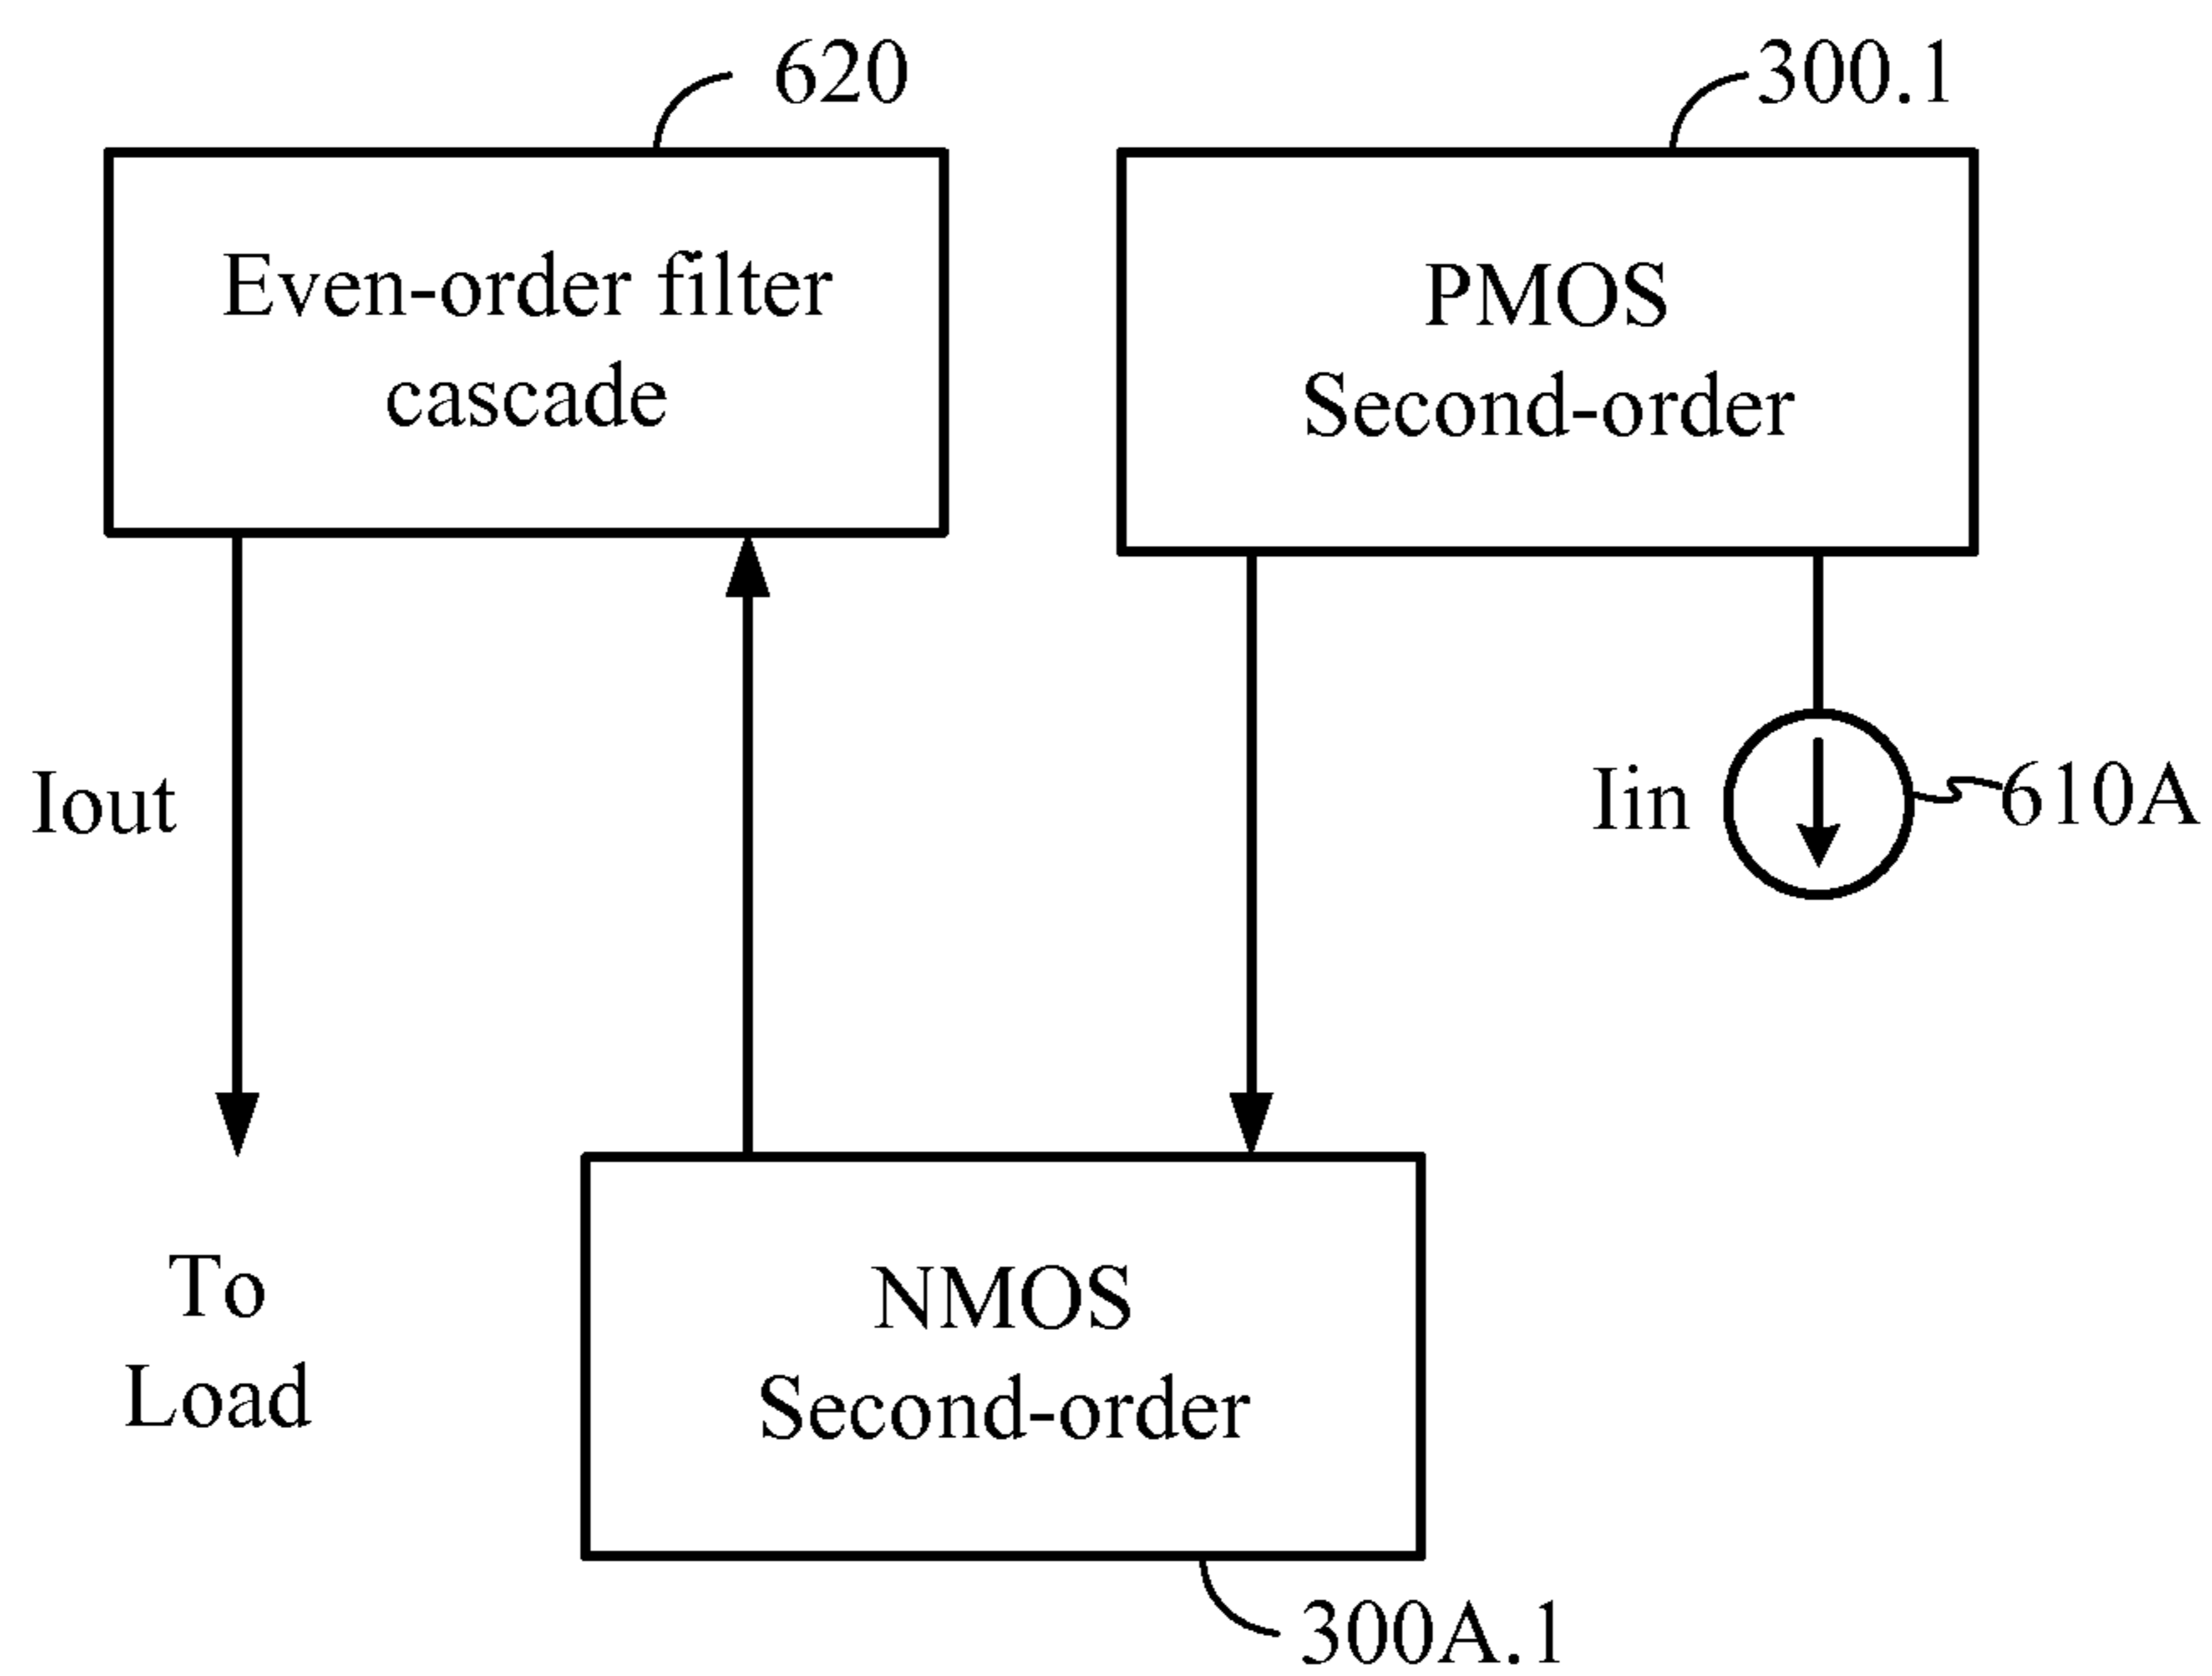 620
300.1
Even-order filter
cascade
PMOS
Second-order
Iout
Iin
610A
To
Load
NMOS
Second-order
300A.1